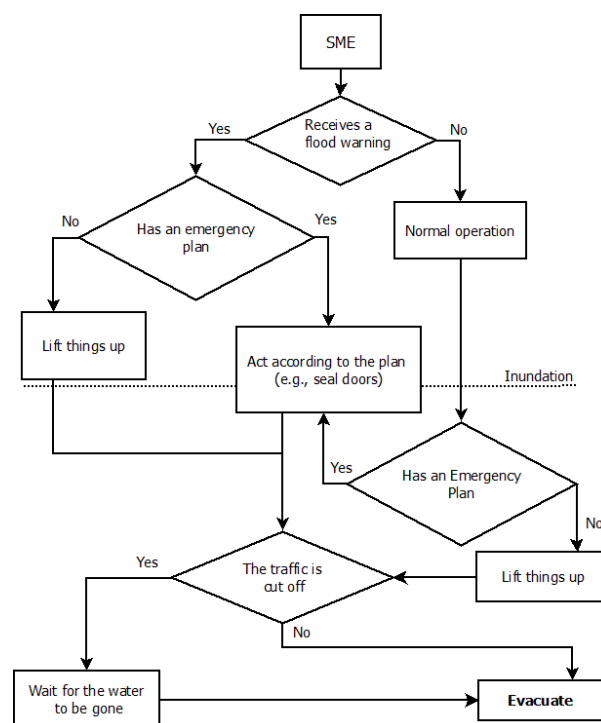 SME
Receives a
flood warning
Yes
No
Has an emergency
plan
No
Yes
Normal operation
Lift things up
Act according to the plan
(e.g., seal doors)
Inundation
Has an Emergency
Plan
Yes
No
The traffic is
cut off
Yes
Lift things up
No
Wait for the water
to be gone
Evacuate